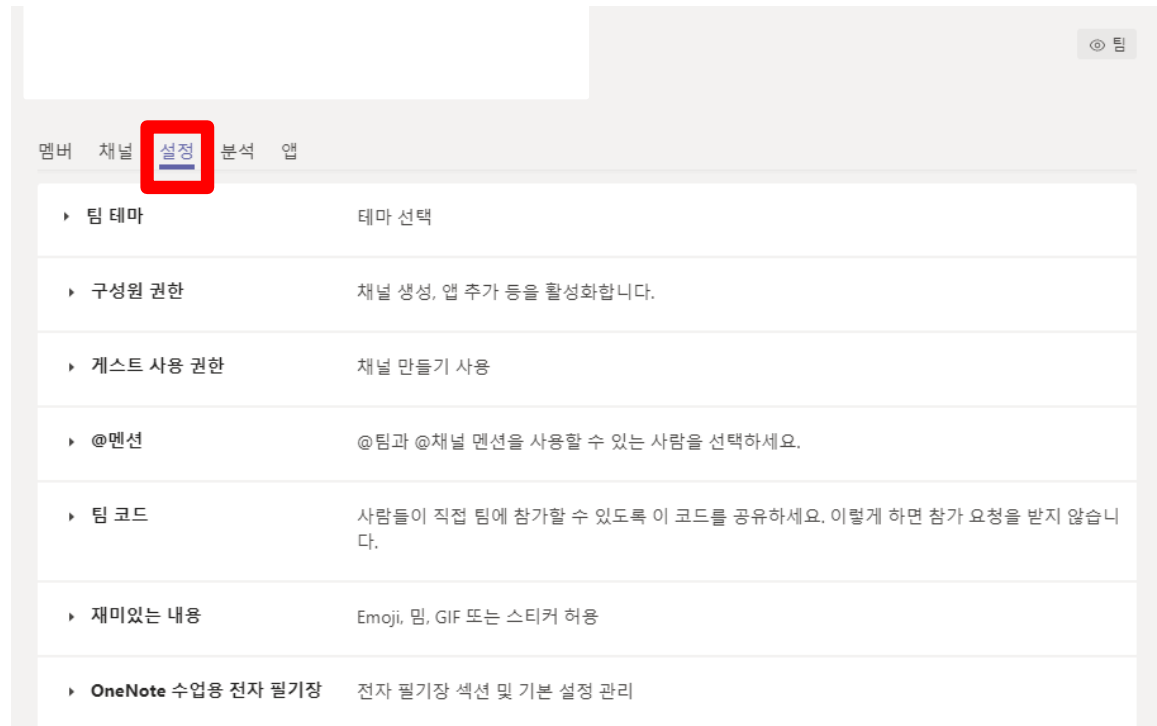 팀
멤버 채널 설정 분석 앱
팀 테마 테마 선택
구성원 권한 채널 생성, 앱 추가 등을 활성화합니다.
게스트 사용 권한 채널 만들기 사용
@멘션 @팀과 @채널 멘션을 사용할 수 있는 사람을 선택하세요.
팀 코드 사람들이 직접 팀에 참가할 수 있도록 이 코드를 공유하세요. 이렇게 하면 참가 요청을 받지 않습니
다.
재미있는 내용 Emoji, 밈, GIF 또는 스티커 허용
OneNote 수업용 전자 필기장 전자 필기장 섹션 및 기본 설정 관리